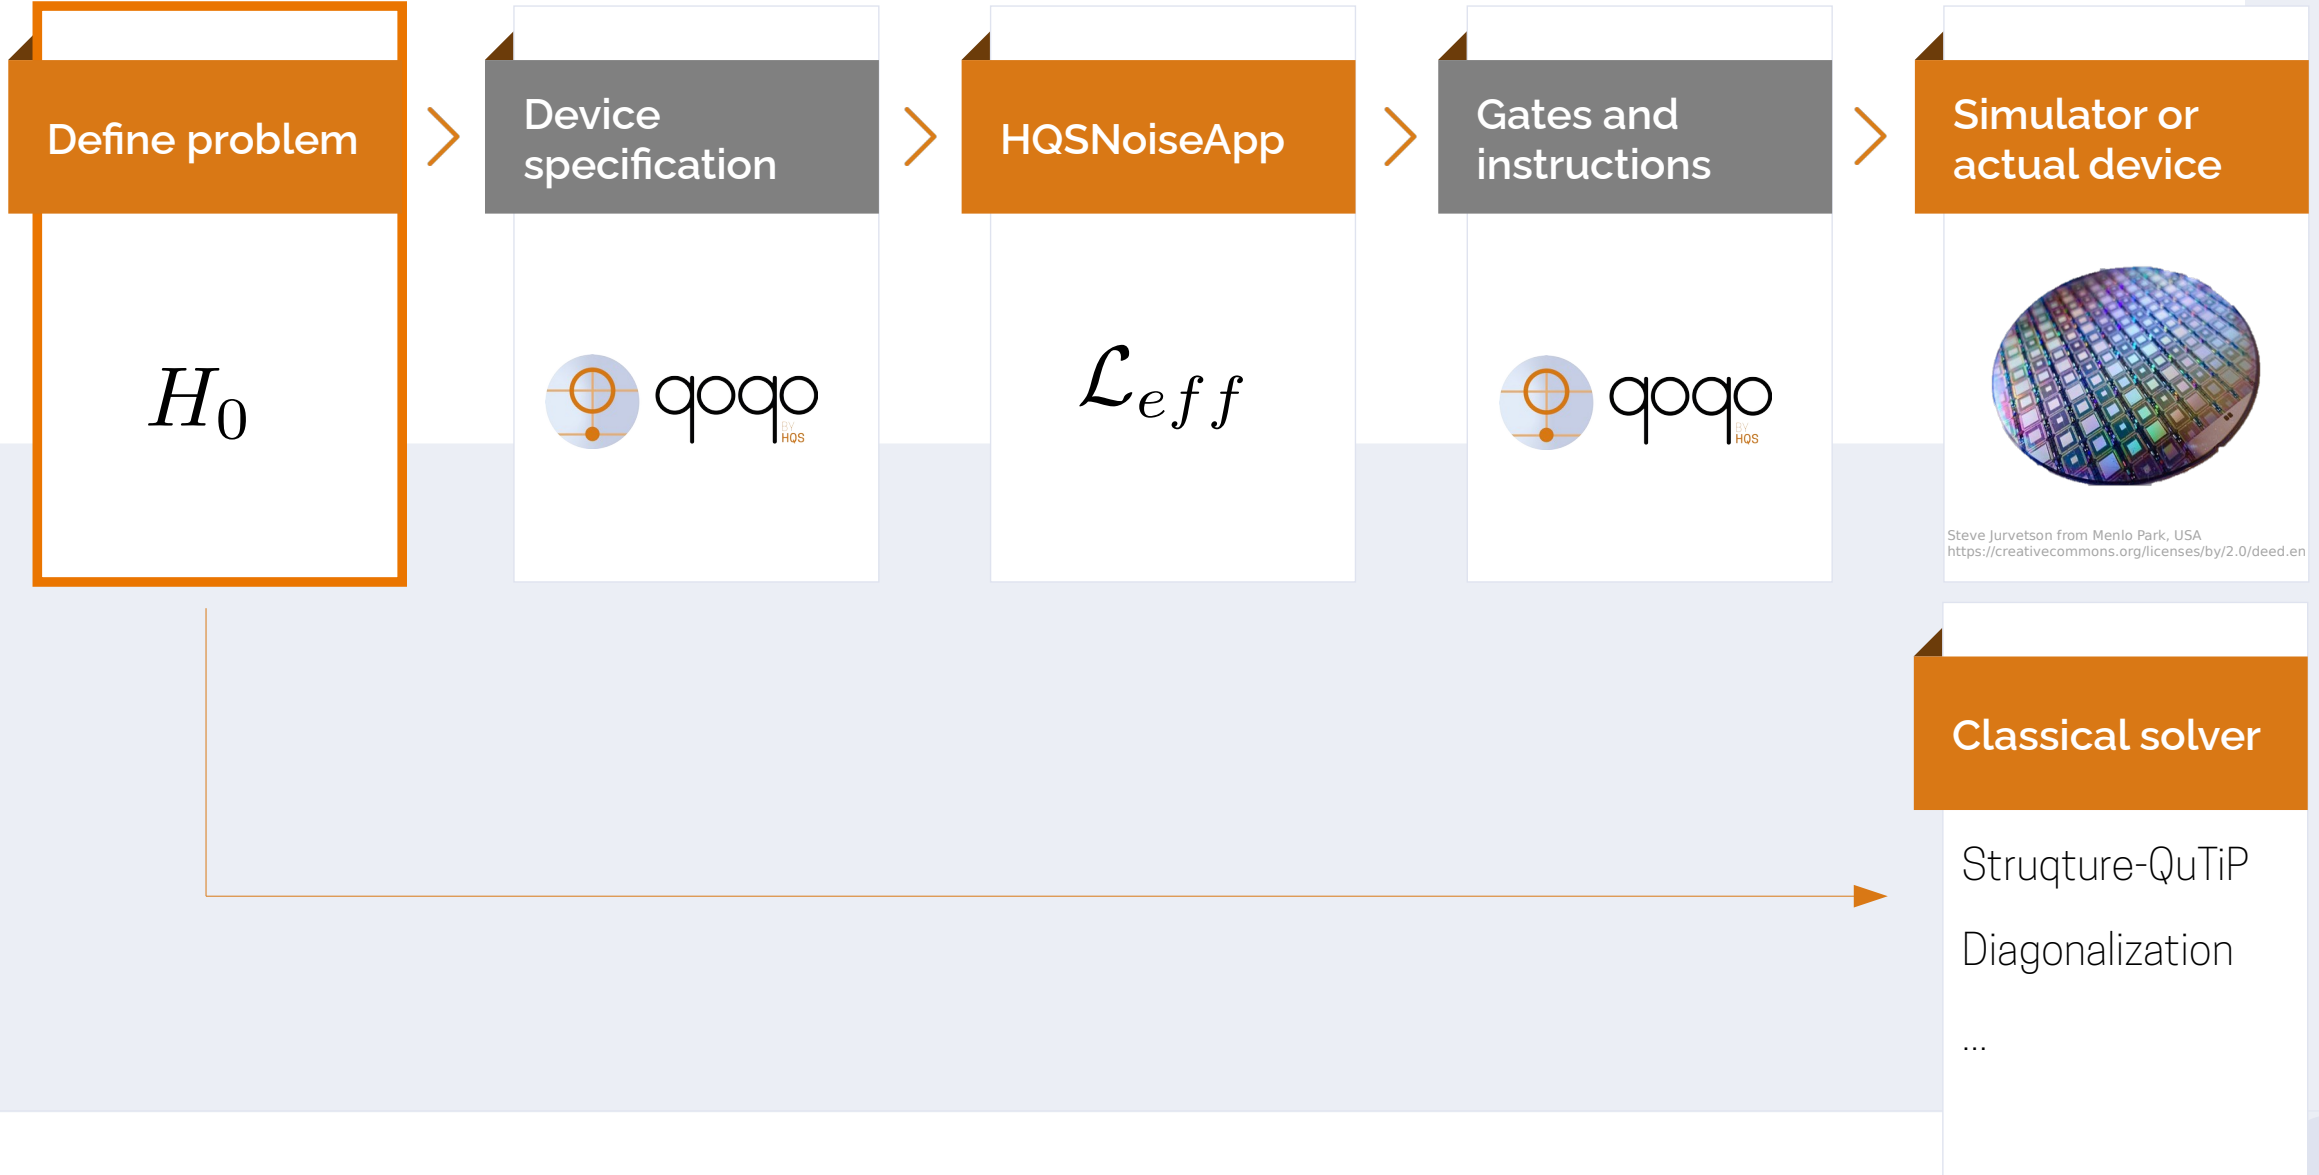 Define problem
H₀
Device
specification
qoqo
BY
HQS
HQSNoiseApp
ℒₑff
Gates and
instructions
qoqo
BY
HQS
Simulator or
actual device
Steve Jurvetson from Menlo Park, USA
https://creativecommons.org/licenses/by/2.0/deed.en
Classical solver
Struqture-QuTiP
Diagonalization
...